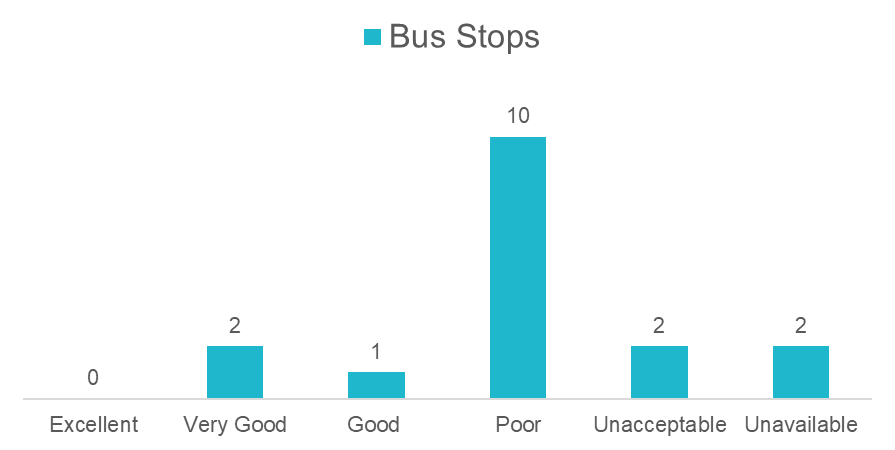 Bus Stops
10
2
1
2
2
0
Excellent
Very Good
Good
Poor
Unacceptable
Unavailable